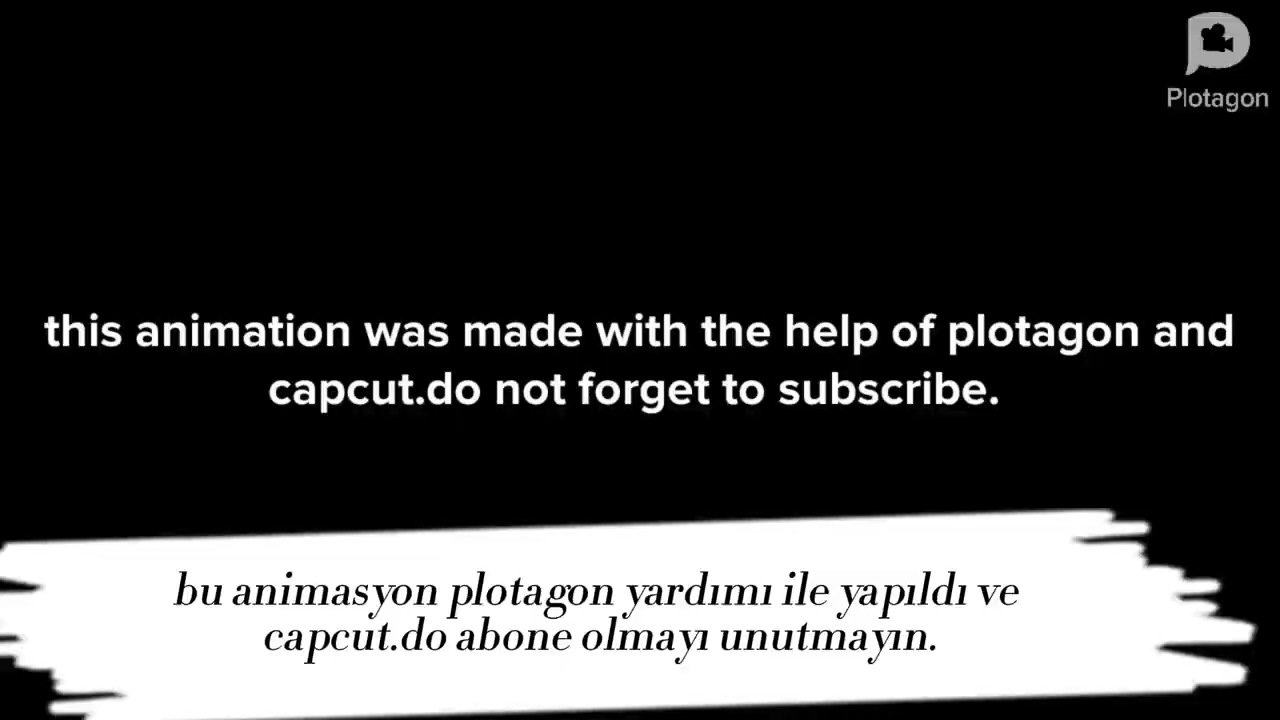 Plotagon
this animation was made with the help of plotagon and
capcut.do not forget to subscribe.
bu animasyon plotagon yardımı ile yapıldı ve
capcut.do abone olmayı unutmayın.